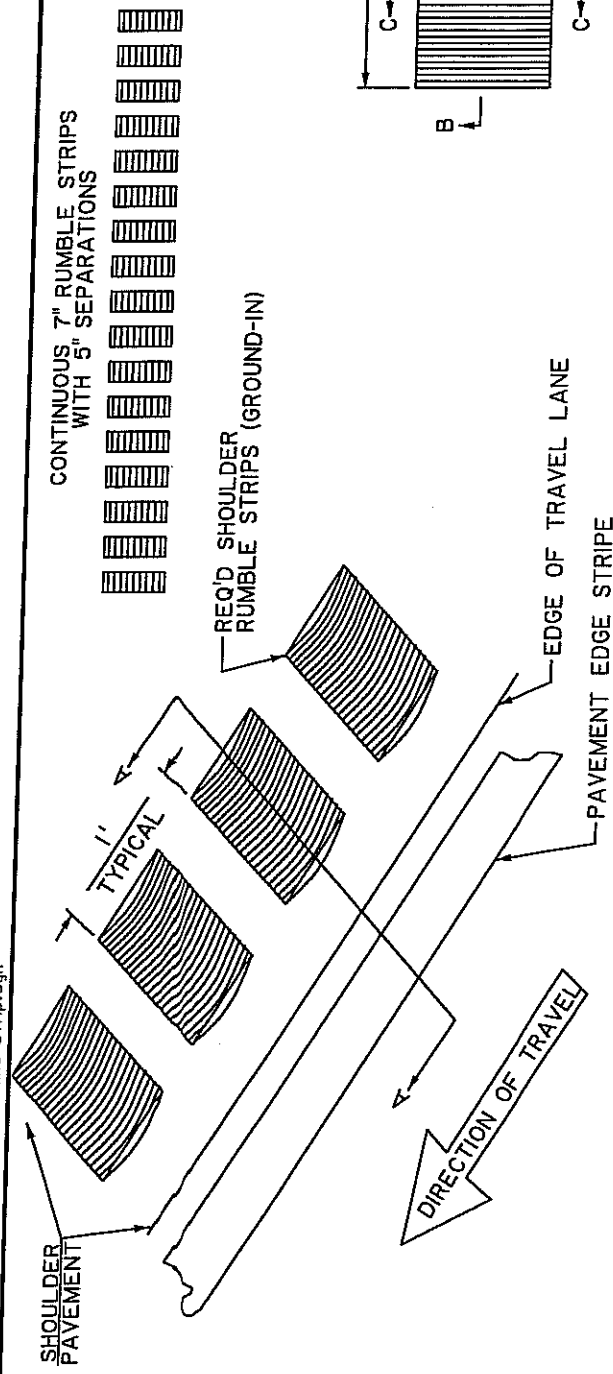 CONTINUOUS 7" RUMBLE STRIPS
WITH 5" SEPARATIONS
REQ'D SHOULDER
RUMBLE STRIPS (GROUND-IN)
1'
TYPICAL
A
A
SHOULDER
PAVEMENT
EDGE OF TRAVEL LANE
PAVEMENT EDGE STRIPE
DIRECTION OF TRAVEL
C
B
C